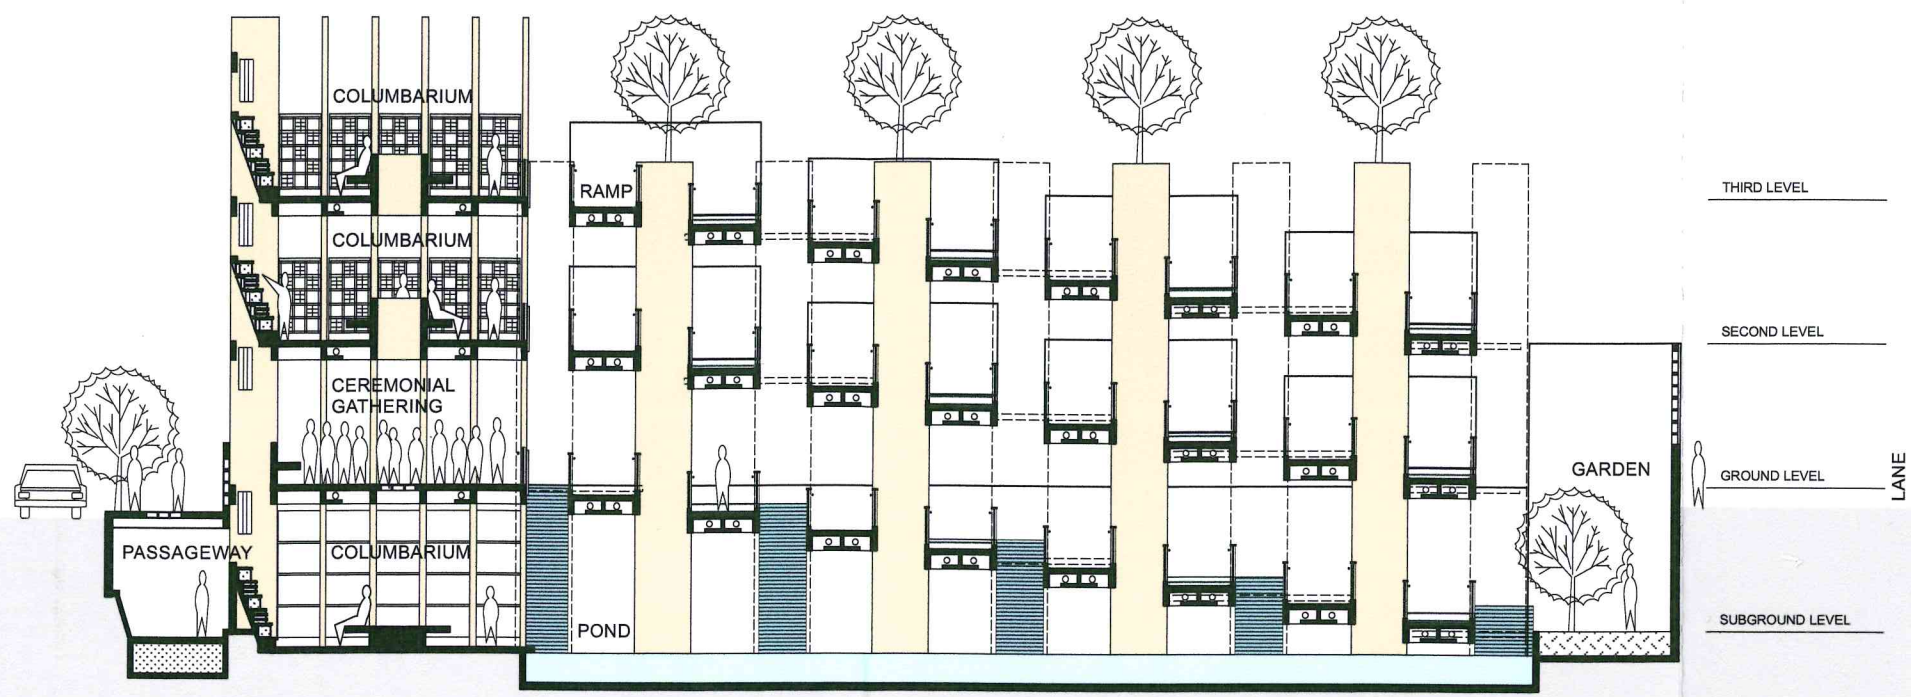 COLUMBARIUM
RAMP
THIRD LEVEL
COLUMBARIUM
SECOND LEVEL
CEREMONIAL
GATHERING
GARDEN
GROUND LEVEL
LANE
PASSAGEWAY
COLUMBARIUM
POND
SUBGROUND LEVEL